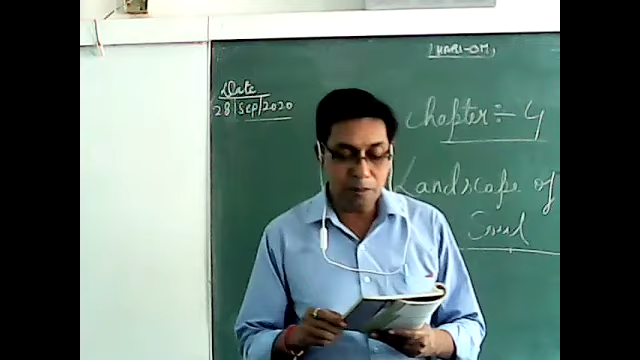 HARI-OM
Date
28|Sep|2020
Chapter÷ 4
Landscape of
Soul